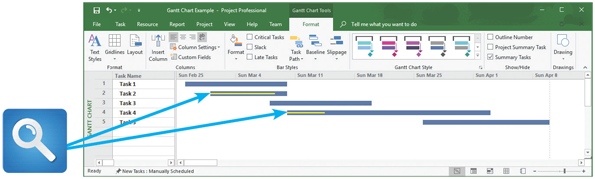 Gantt Chart Example - Project Professional
Gantt Chart Tools
File Task Resource Report Project View Help Team Format Tell me what you want to do
Text Styles
Gridlines
Layout
Insert Column
Column Settings
Custom Fields
Format
Critical Tasks
Slack
Late Tasks
Task Path
Baseline
Slippage
Outline Number
Project Summary Task
Summary Tasks
Drawing
Format
Columns
Bar Styles
Gantt Chart Style
Show/Hide
Drawings
Task Name
Sun Feb 25 Sun Mar 4 Sun Mar 11 Sun Mar 18 Sun Mar 25 Sun Apr 1 Sun Apr 8
1 Task 1
2 Task 2
3 Task 3
4 Task 4
5
GANTT CHART
Ready New Tasks : Manually Scheduled